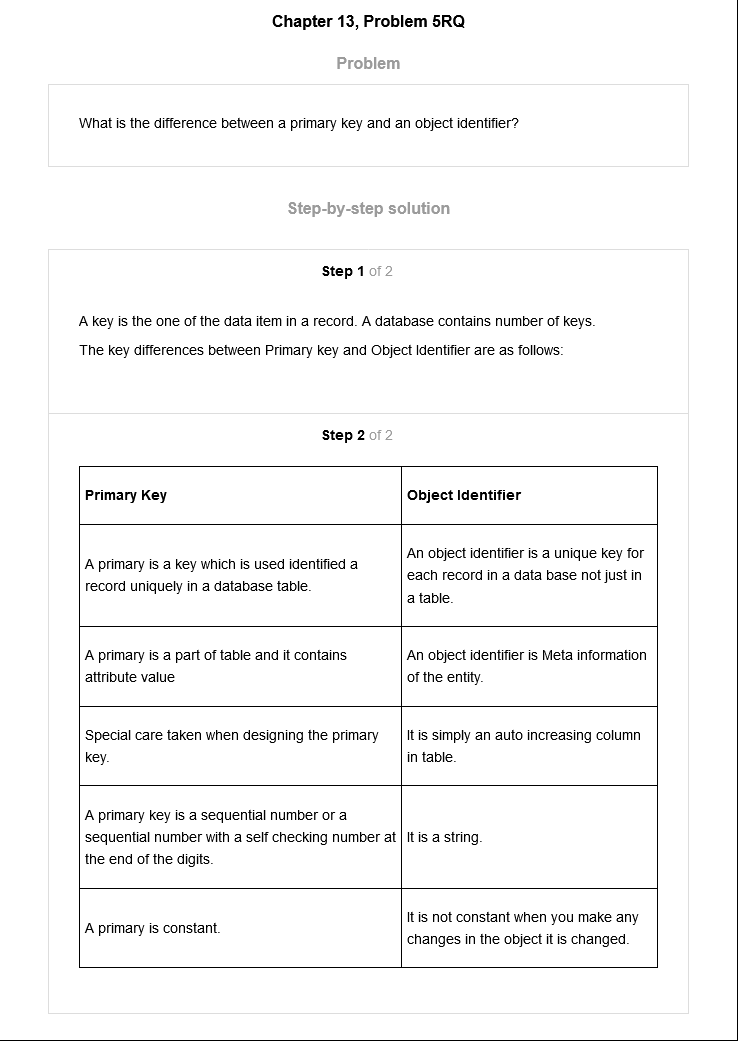 Chapter 13, Problem 5RQ
Problem
What is the difference between a primary key and an object identifier?
Step-by-step solution
Step 1 of 2
A key is the one of the data item in a record. A database contains number of keys.
The key differences between Primary key and Object Identifier are as follows:
Step 2 of 2
Primary Key
Object Identifier
A primary is a key which is used identified a
record uniquely in a database table.
An object identifier is a unique key for
each record in a data base not just in
a table.
A primary is a part of table and it contains
attribute value
An object identifier is Meta information
of the entity.
Special care taken when designing the primary
key.
It is simply an auto increasing column
in table.
A primary key is a sequential number or a
sequential number with a self checking number at
the end of the digits.
It is a string.
A primary is constant.
It is not constant when you make any
changes in the object it is changed.